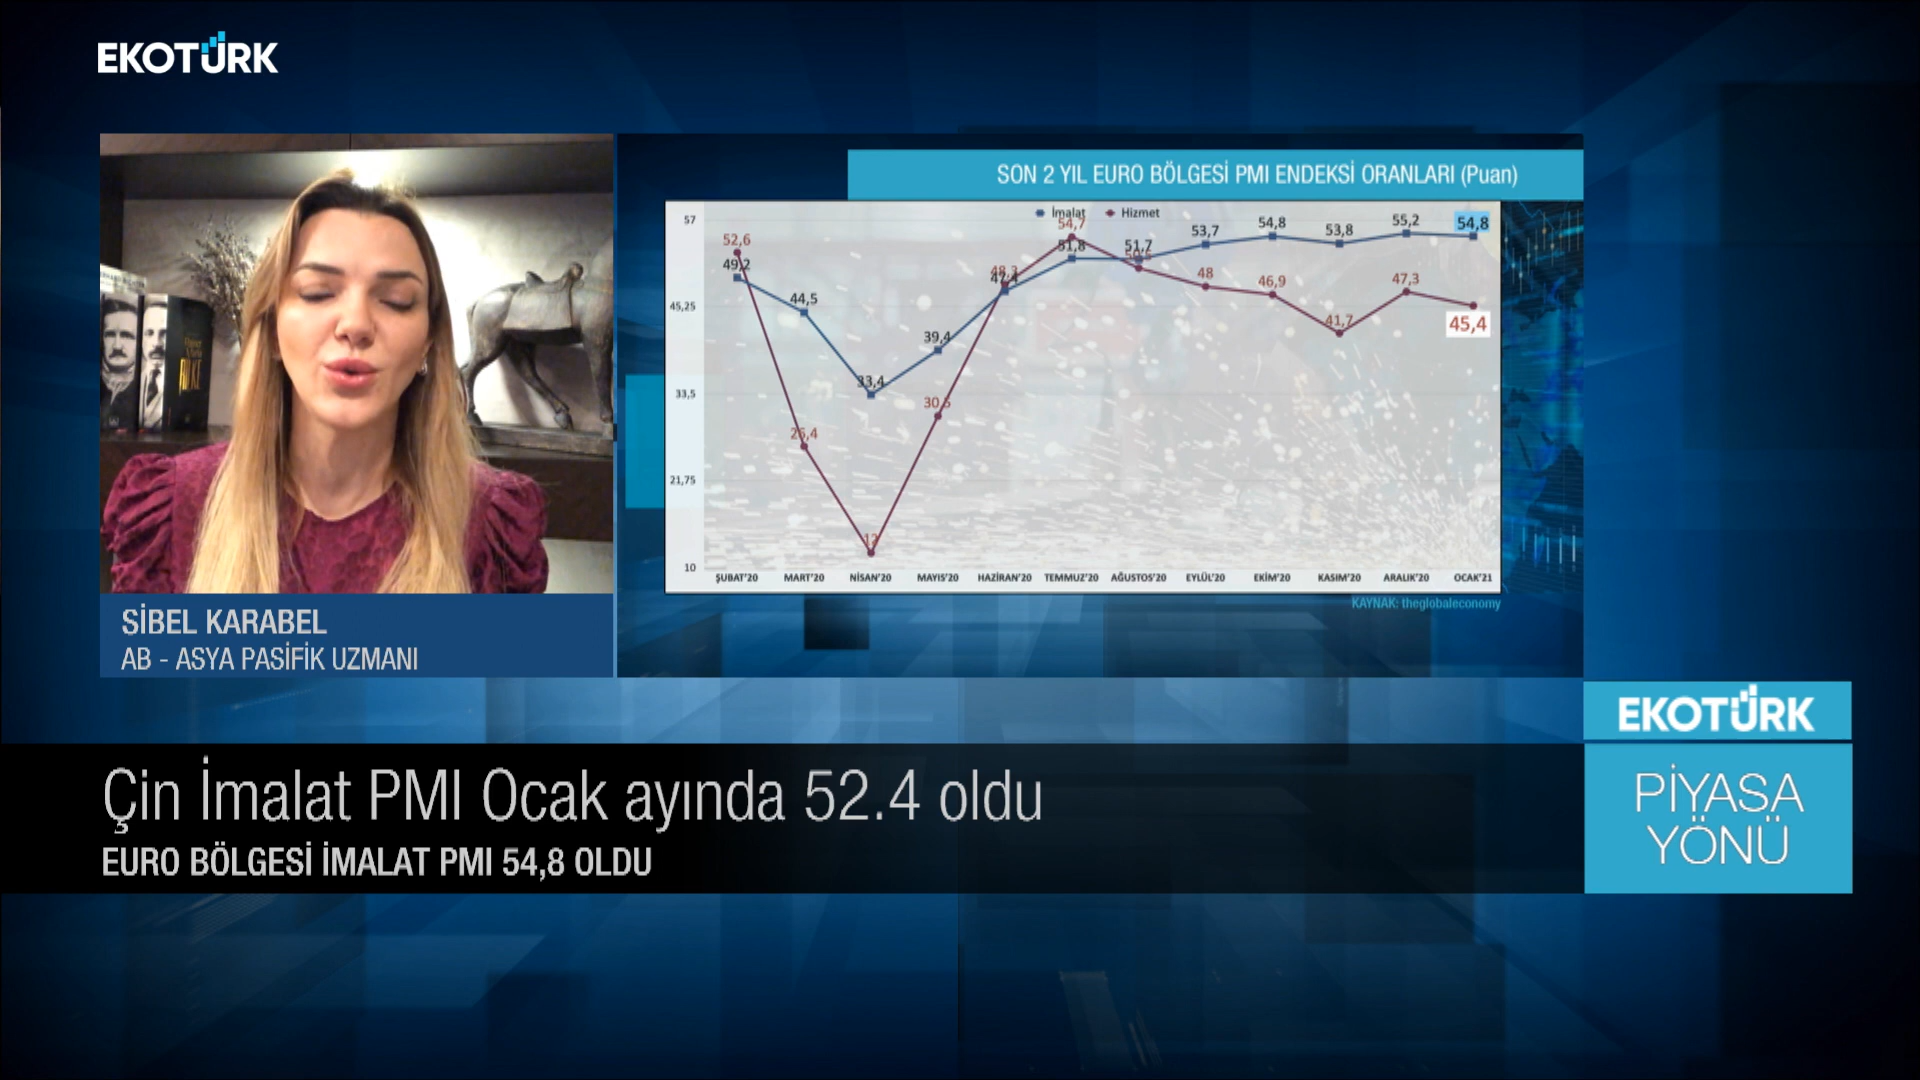 EKOTÜRK
SON 2 YIL EURO BÖLGESİ PMI ENDEKSİ ORANLARI (Puan)
İmalat Hizmet
57
45,25
33,5
21,75
10
52,6
49,2
44,5
26,4
33,4
12
39,4
30,5
48,3
47,4
54,7
51,8
51,7
53,7
48
54,8
46,9
53,8
41,7
55,2
47,3
54,8
45,4
ŞUBAT'20 MART'20 NİSAN'20 MAYIS'20 HAZİRAN'20 TEMMUZ'20 AĞUSTOS'20 EYLÜL'20 EKİM'20 KASIM'20 ARALIK'20 OCAK'21
KAYNAK: theglobaleconomy
SİBEL KARABEL
AB - ASYA PASİFİK UZMANI
EKOTÜRK
PİYASA
YÖNÜ
Çin İmalat PMI Ocak ayında 52.4 oldu
EURO BÖLGESİ İMALAT PMI 54,8 OLDU